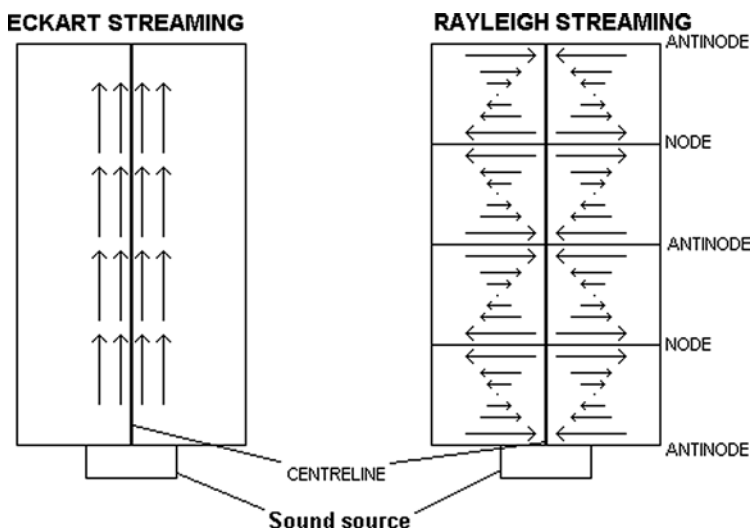 ECKART STREAMING
RAYLEIGH STREAMING
ANTINODE
NODE
ANTINODE
NODE
ANTINODE
CENTRELINE
Sound source